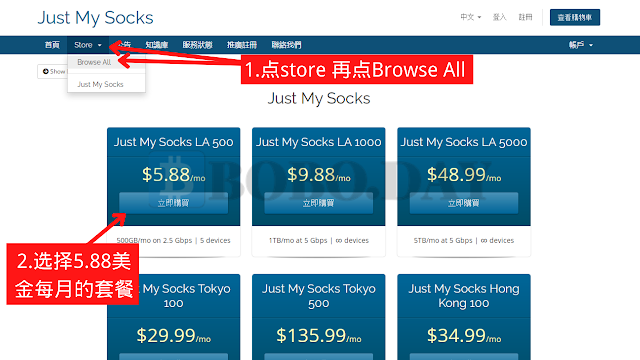 Just My Socks
中文 登入 註冊 查看購物車
首頁 Store 公告 知識庫 服務狀態 推廣註冊 聯絡我們 帳戶
Show
Browse All
Just My Socks
1.点store 再点Browse All
Just My Socks
Just My Socks LA 500
$5.88/mo
立即購買
500GB/mo on 2.5 Gbps | 5 devices
Just My Socks LA 1000
$9.88/mo
立即購買
1TB/mo at 5 Gbps | ∞ devices
Just My Socks LA 5000
$48.99/mo
立即購買
5TB/mo at 5 Gbps | ∞ devices
BOBO.DAY
2.选择5.88美
金每月的套餐
Just My Socks Tokyo
100
$29.99/mo
Just My Socks Tokyo
500
$135.99/mo
Just My Socks Hong
Kong 100
$34.99/mo